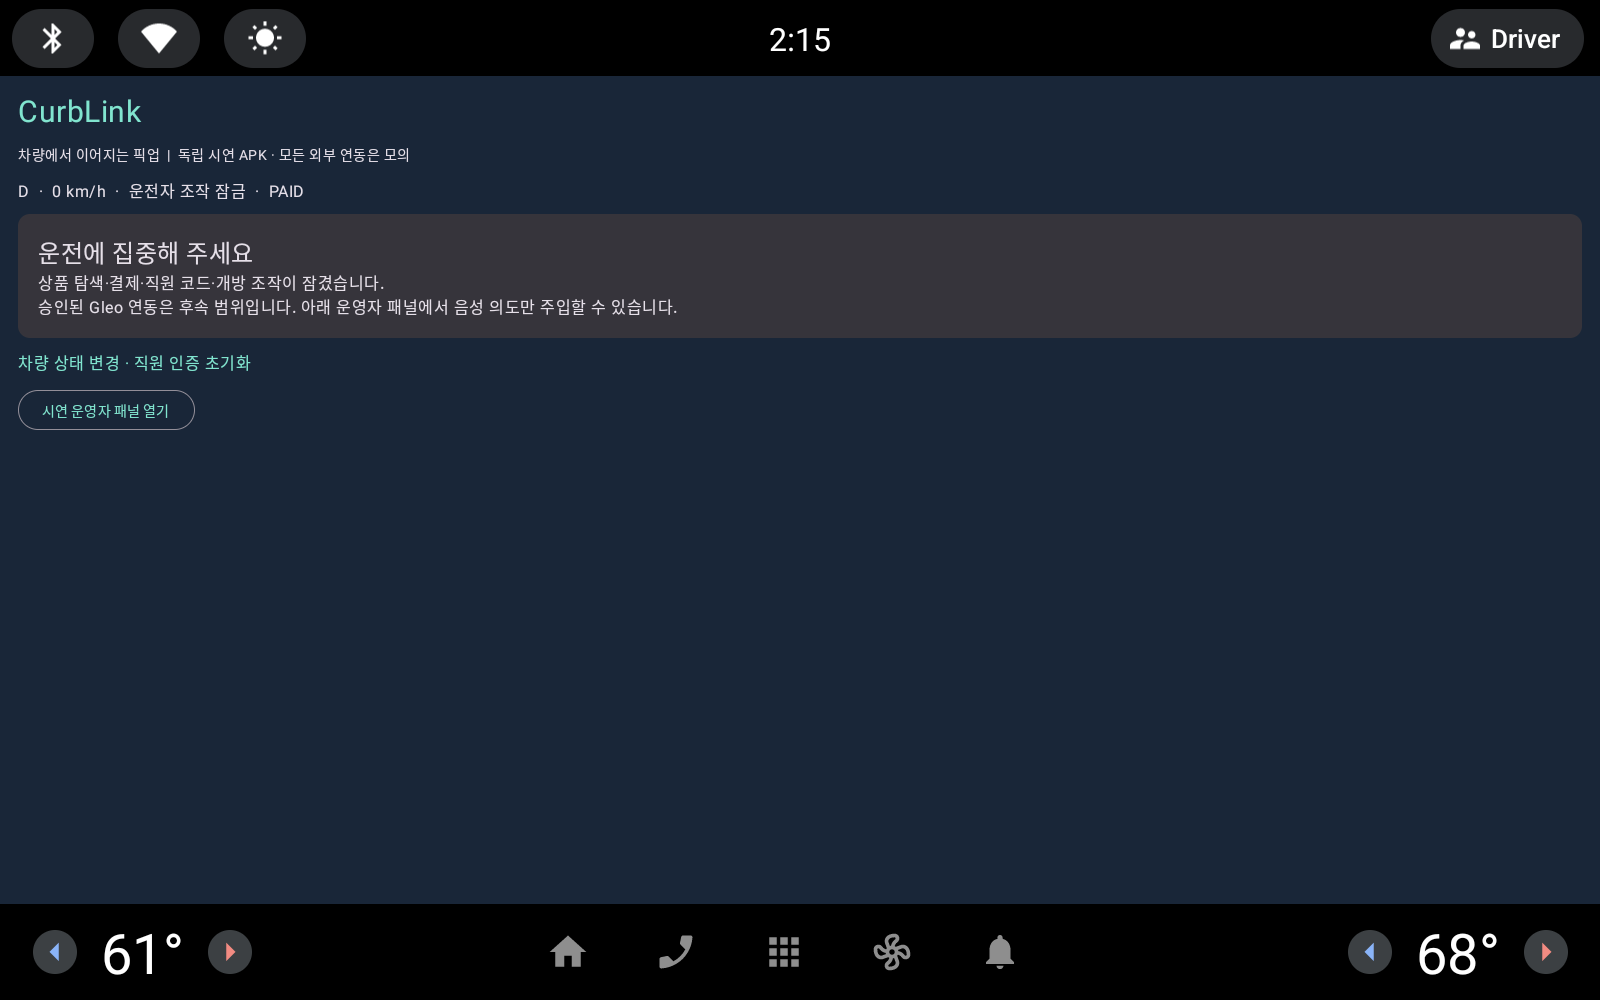 2:15
Driver
CurbLink
차량에서 이어지는 픽업 | 독립 시연 APK · 모든 외부 연동은 모의
D · 0 km/h · 운전자 조작 잠금 · PAID
운전에 집중해 주세요
상품 탐색·결제·직원 코드·개방 조작이 잠겼습니다.
승인된 Gleo 연동은 후속 범위입니다. 아래 운영자 패널에서 음성 의도만 주입할 수 있습니다.
차량 상태 변경 · 직원 인증 초기화
시연 운영자 패널 열기
61°
68°